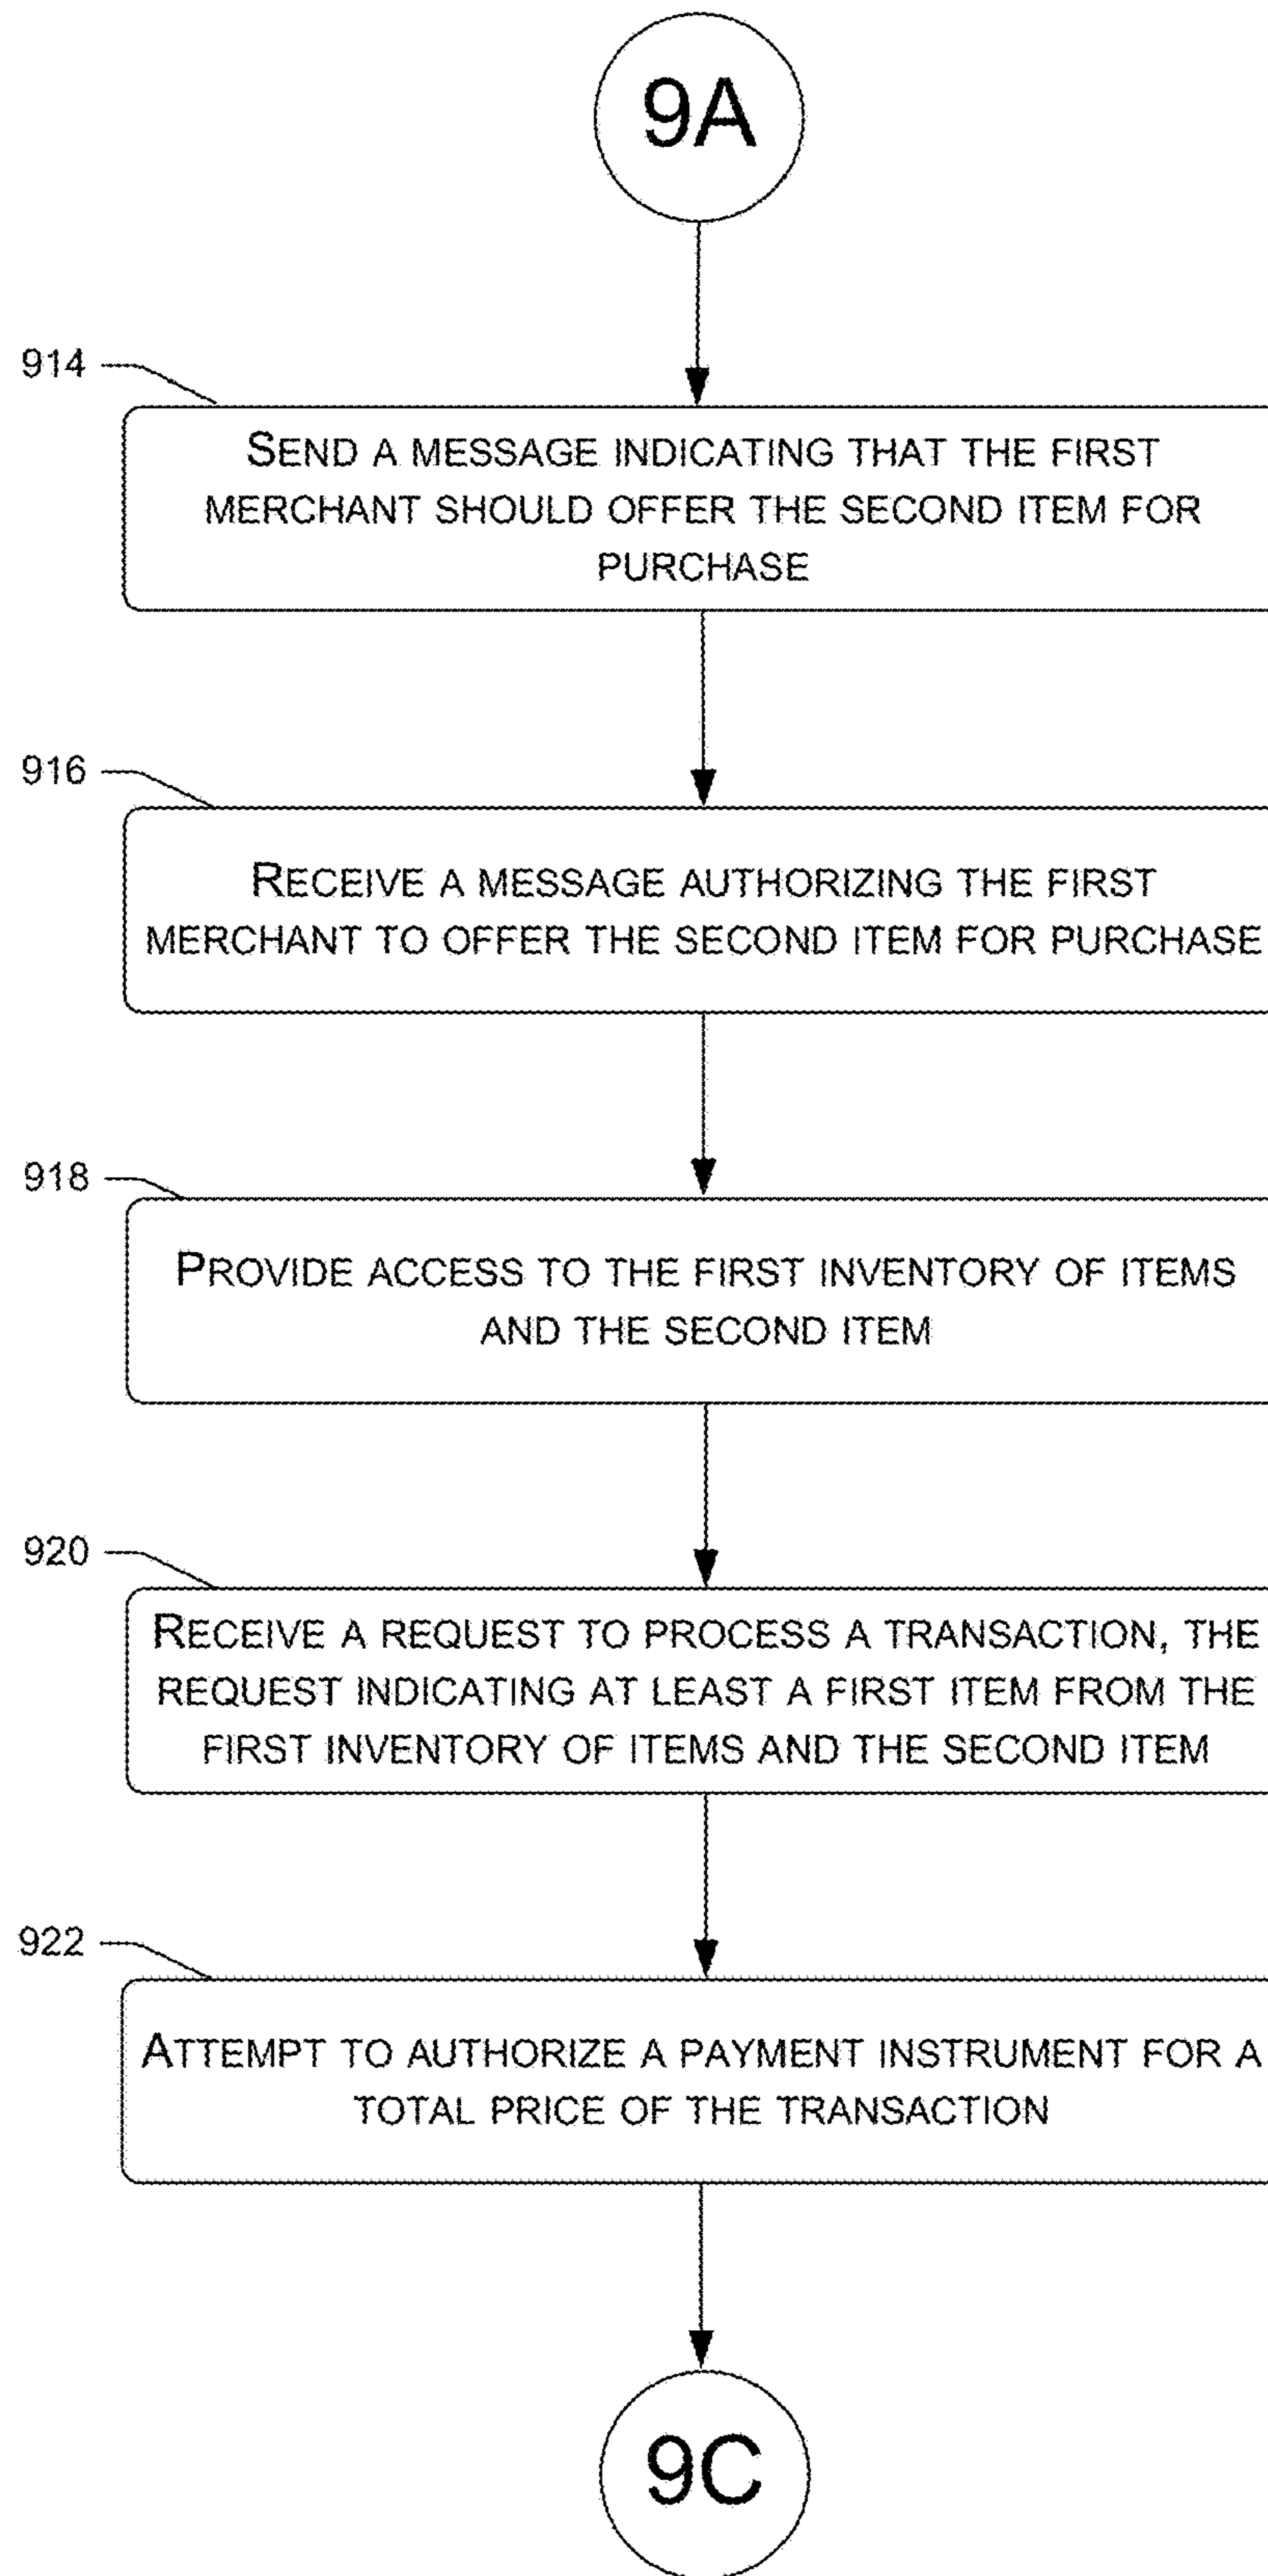 9A
914
SEND A MESSAGE INDICATING THAT THE FIRST
MERCHANT SHOULD OFFER THE SECOND ITEM FOR
PURCHASE
916
RECEIVE A MESSAGE AUTHORIZING THE FIRST
MERCHANT TO OFFER THE SECOND ITEM FOR PURCHASE
918
PROVIDE ACCESS TO THE FIRST INVENTORY OF ITEMS
AND THE SECOND ITEM
920
RECEIVE A REQUEST TO PROCESS A TRANSACTION, THE
REQUEST INDICATING AT LEAST A FIRST ITEM FROM THE
FIRST INVENTORY OF ITEMS AND THE SECOND ITEM
922
ATTEMPT TO AUTHORIZE A PAYMENT INSTRUMENT FOR A
TOTAL PRICE OF THE TRANSACTION
9C